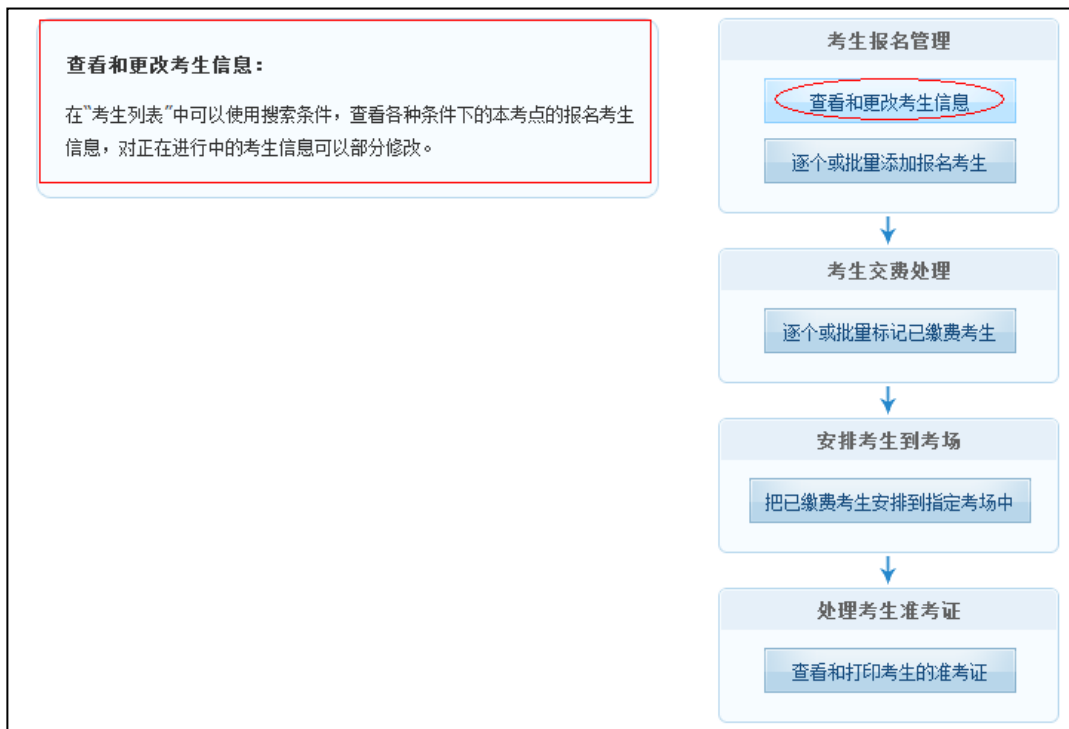 查看和更改考生信息：
在"考生列表"中可以使用搜索条件，查看各种条件下的本考点的报名考生
信息，对正在进行中的考生信息可以部分修改。
考生报名管理
查看和更改考生信息
逐个或批量添加报名考生
考生交费处理
逐个或批量标记已缴费考生
安排考生到考场
把已缴费考生安排到指定考场中
处理考生准考证
查看和打印考生的准考证